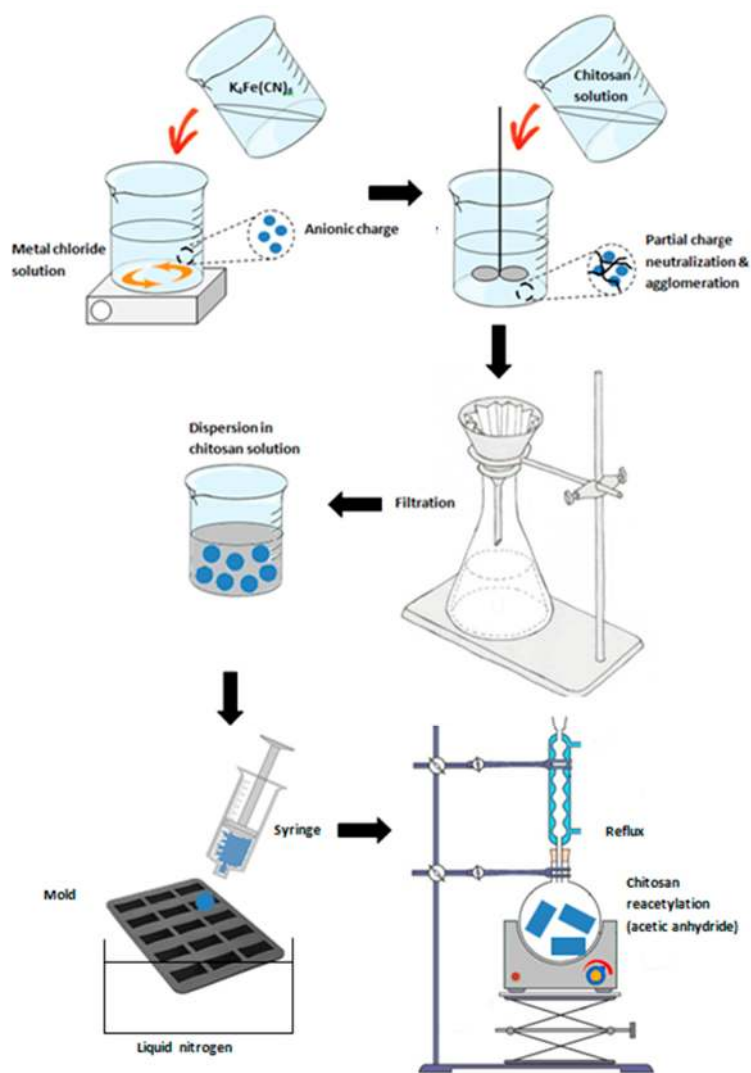 K₄Fe(CN)₆
Chitosan
solution
Metal chloride
solution
Anionic charge
Partial charge
neutralization &
agglomeration
Dispersion in
chitosan solution
Filtration
Syringe
Mold
Liquid nitrogen
Reflux
Chitosan
reacetylation
(acetic anhydride)